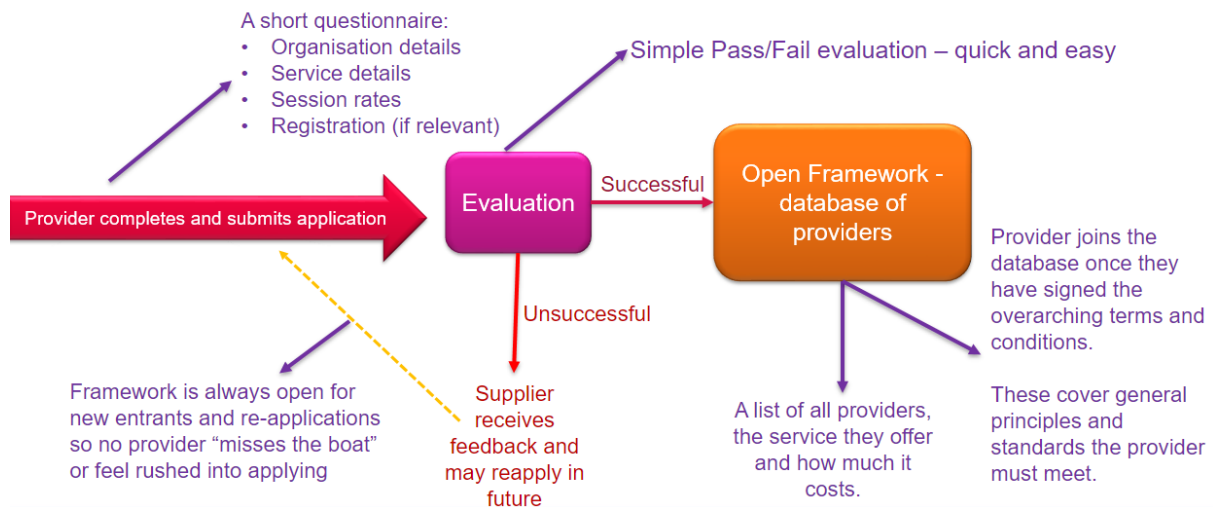 A short questionnaire:
• Organisation details
• Service details
• Session rates
• Registration (if relevant)
Simple Pass/Fail evaluation – quick and easy
Provider completes and submits application
Evaluation
Successful
Open Framework -
database of
providers
Unsuccessful
Supplier
receives
feedback and
may reapply in
future
Framework is always open for
new entrants and re-applications
so no provider “misses the boat”
or feel rushed into applying
A list of all providers,
the service they offer
and how much it
costs.
Provider joins the
database once they
have signed the
overarching terms and
conditions.
These cover general
principles and
standards the provider
must meet.